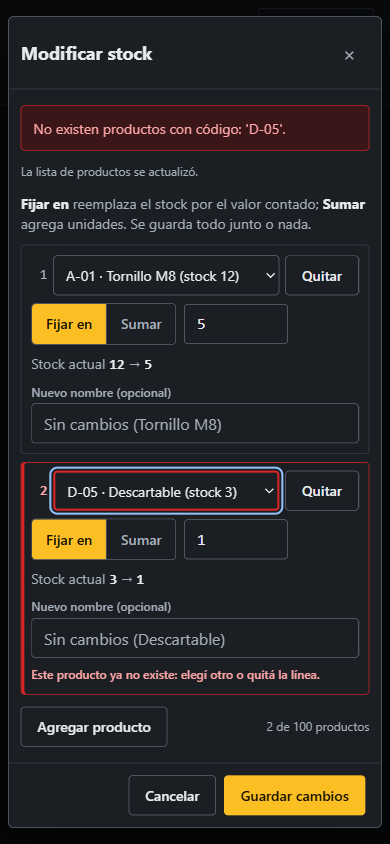 Modificar stock
×
No existen productos con código: 'D-05'.
La lista de productos se actualizó.
Fijar en reemplaza el stock por el valor contado; Sumar
agrega unidades. Se guarda todo junto o nada.
1 A-01 · Tornillo M8 (stock 12) Quitar
Fijar en Sumar 5
Stock actual 12 → 5
Nuevo nombre (opcional)
Sin cambios (Tornillo M8)
2 D-05 · Descartable (stock 3) Quitar
Fijar en Sumar 1
Stock actual 3 → 1
Nuevo nombre (opcional)
Sin cambios (Descartable)
Este producto ya no existe: elegí otro o quitá la línea.
Agregar producto 2 de 100 productos
Cancelar Guardar cambios